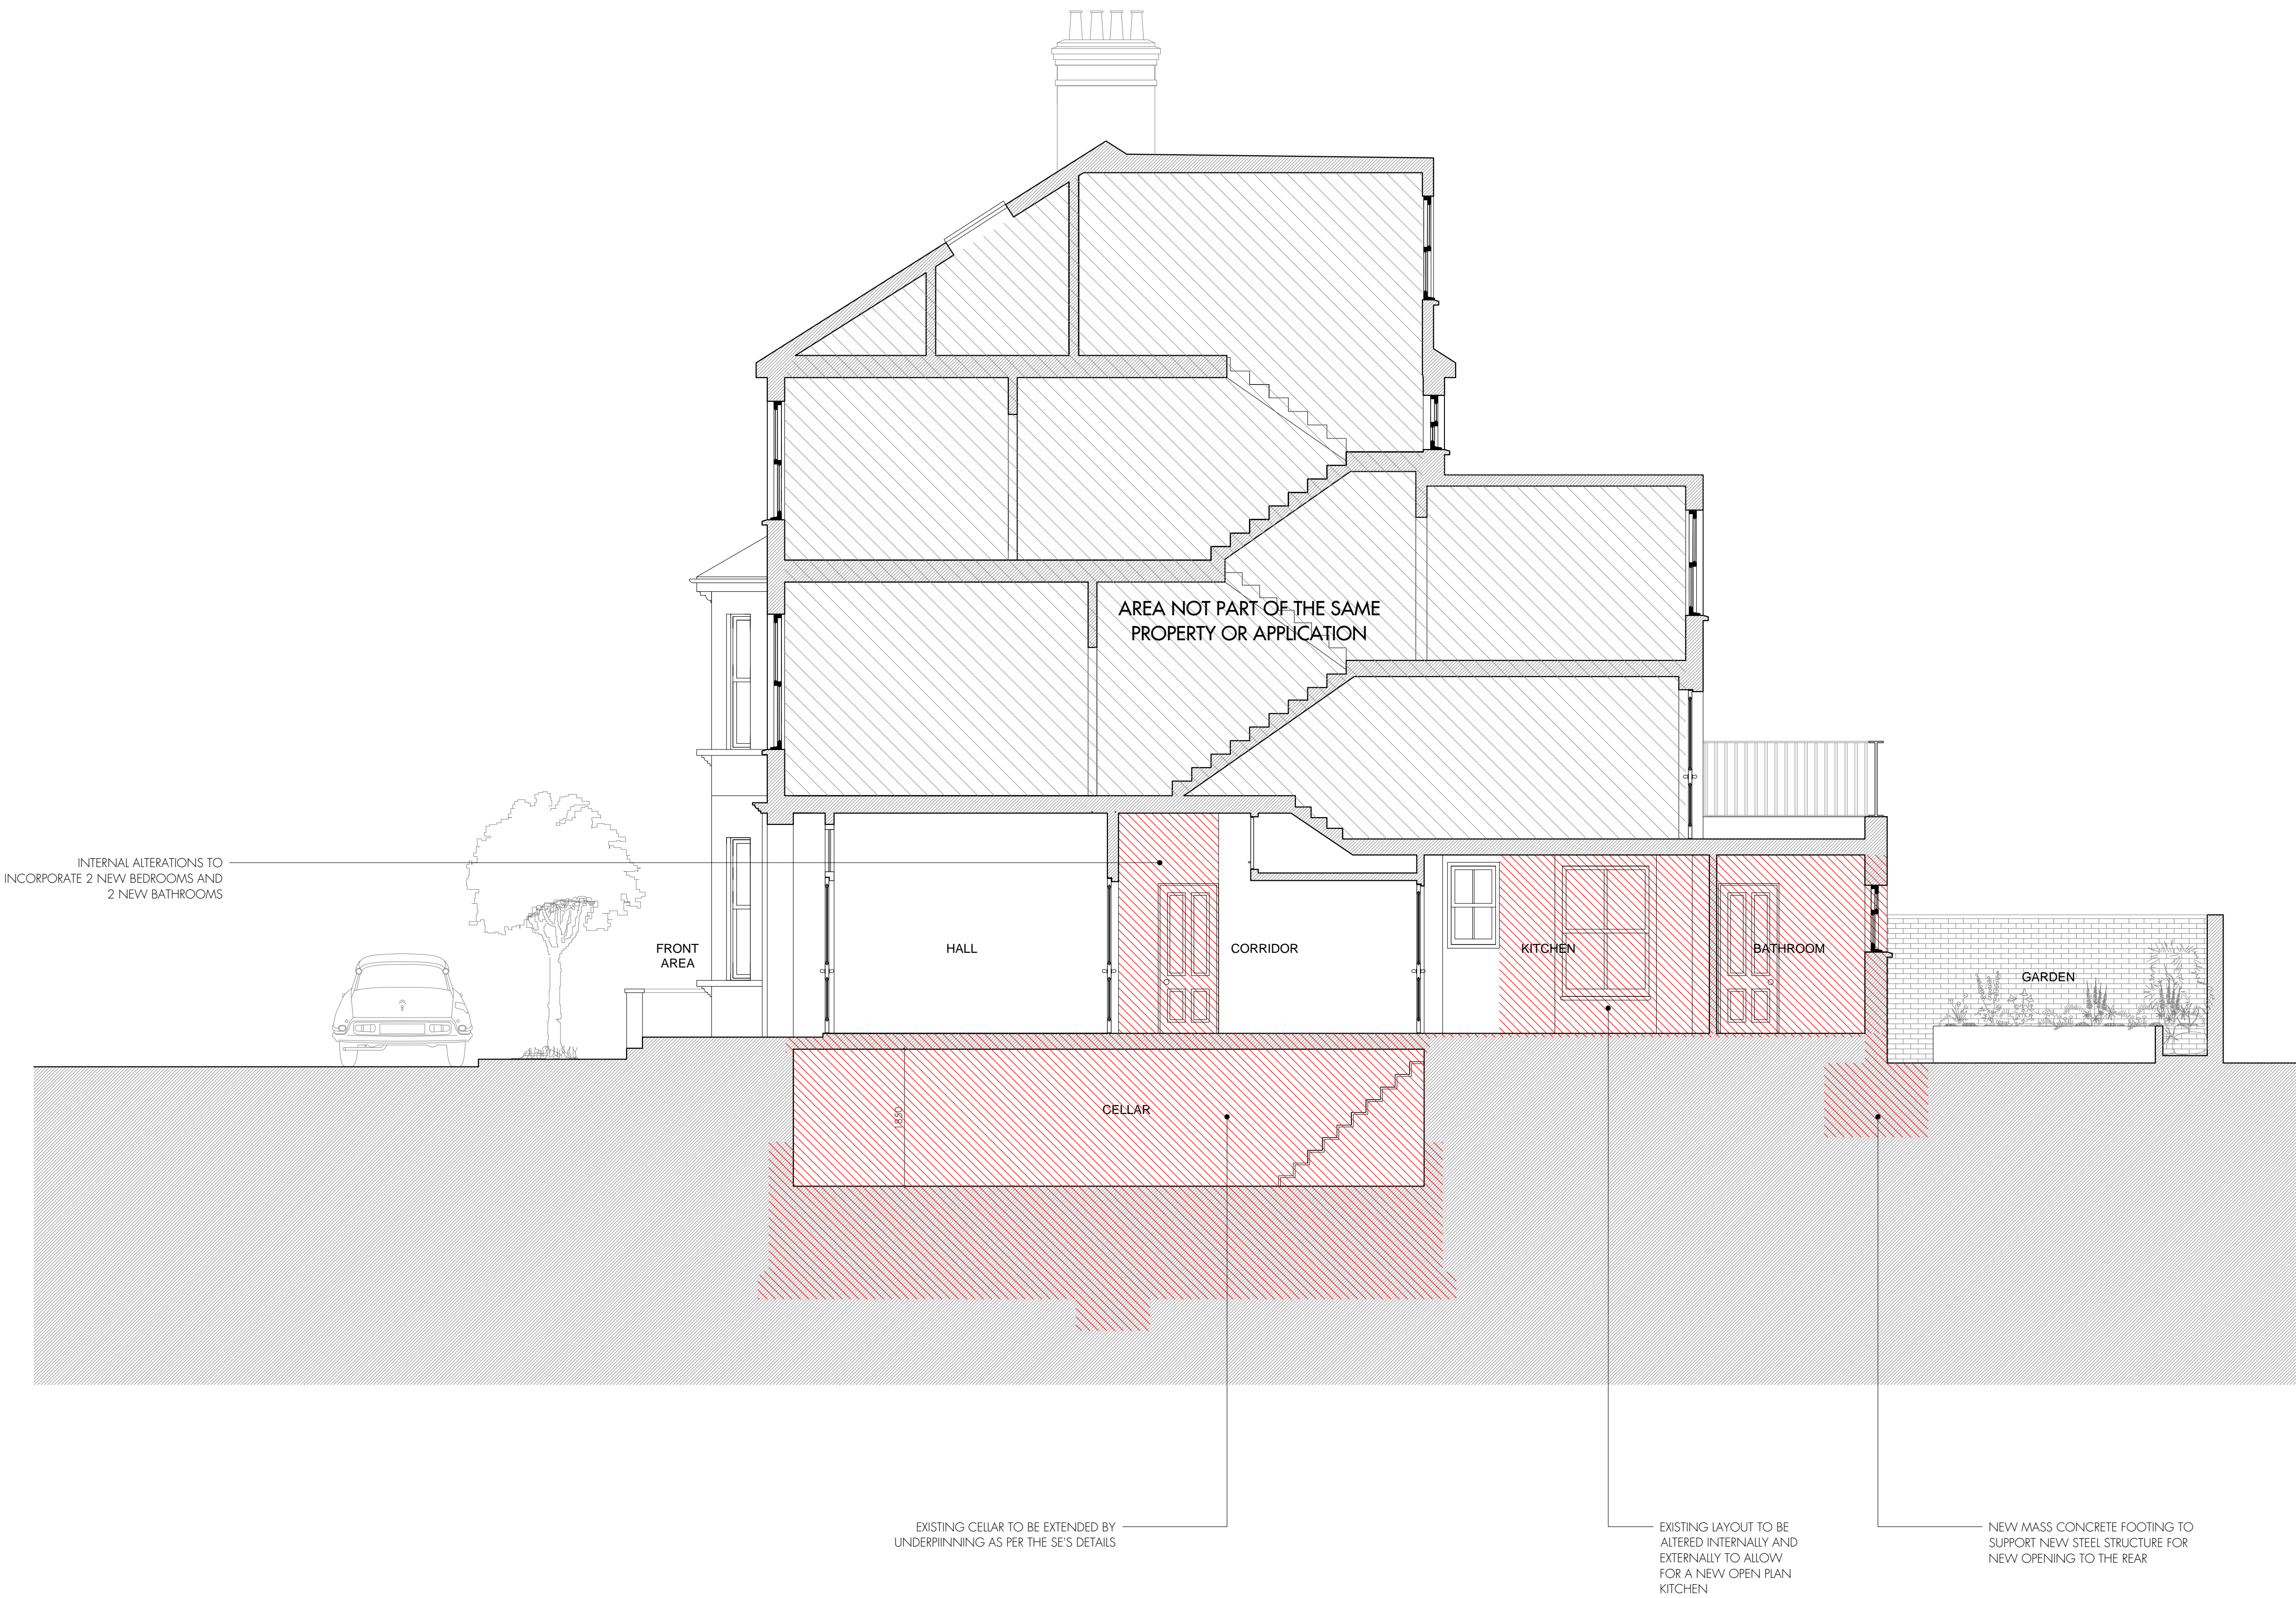 AREA NOT PART OF THE SAME
PROPERTY OR APPLICATION
INTERNAL ALTERATIONS TO
INCORPORATE 2 NEW BEDROOMS AND
2 NEW BATHROOMS
FRONT
AREA
HALL
CORRIDOR
KITCHEN
BATHROOM
GARDEN
CELLAR
1850
EXISTING CELLAR TO BE EXTENDED BY
UNDERPIINNING AS PER THE SE'S DETAILS
EXISTING LAYOUT TO BE
ALTERED INTERNALLY AND
EXTERNALLY TO ALLOW
FOR A NEW OPEN PLAN
KITCHEN
NEW MASS CONCRETE FOOTING TO
SUPPORT NEW STEEL STRUCTURE FOR
NEW OPENING TO THE REAR